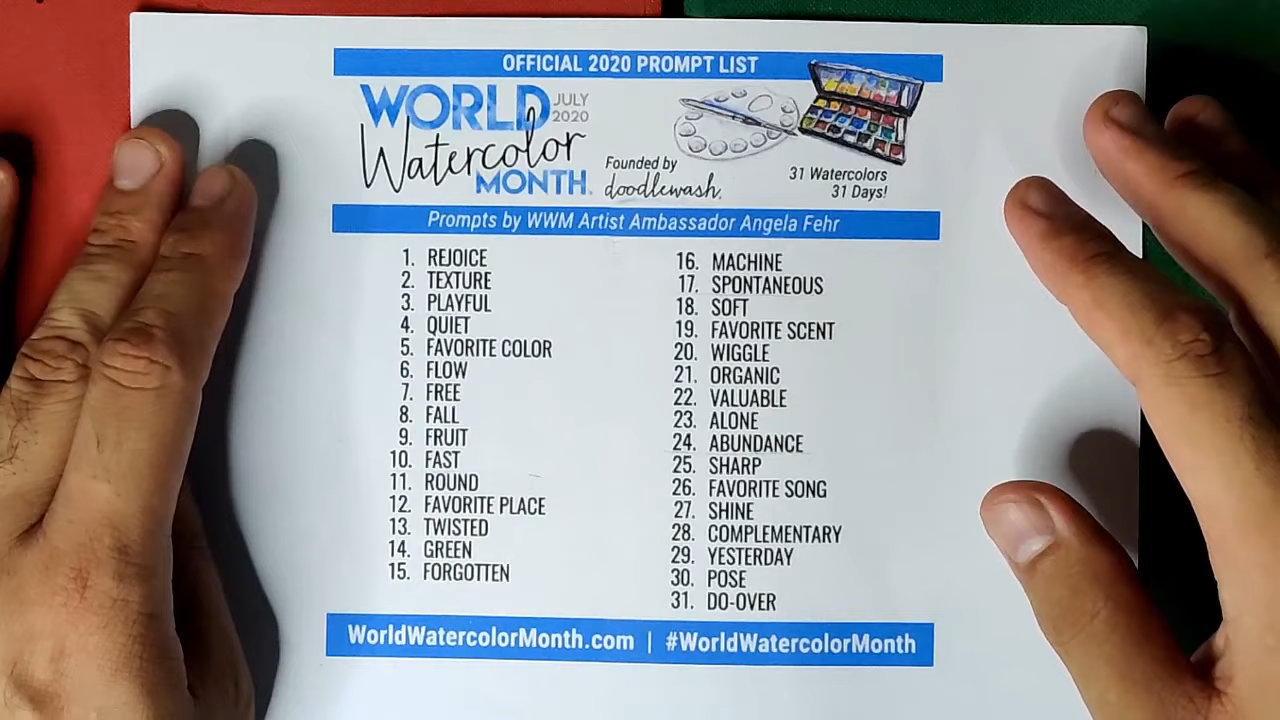 OFFICIAL 2020 PROMPT LIST
WORLD JULY 2020
Watercolor
MONTH
Founded by
doodlewash.
31 Watercolors
31 Days!
Prompts by WWM Artist Ambassador Angela Fehr
1. REJOICE
2. TEXTURE
3. PLAYFUL
4. QUIET
5. FAVORITE COLOR
6. FLOW
7. FREE
8. FALL
9. FRUIT
10. FAST
11. ROUND
12. FAVORITE PLACE
13. TWISTED
14. GREEN
15. FORGOTTEN
16. MACHINE
17. SPONTANEOUS
18. SOFT
19. FAVORITE SCENT
20. WIGGLE
21. ORGANIC
22. VALUABLE
23. ALONE
24. ABUNDANCE
25. SHARP
26. FAVORITE SONG
27. SHINE
28. COMPLEMENTARY
29. YESTERDAY
30. POSE
31. DO-OVER
WorldWatercolorMonth.com | #WorldWatercolorMonth